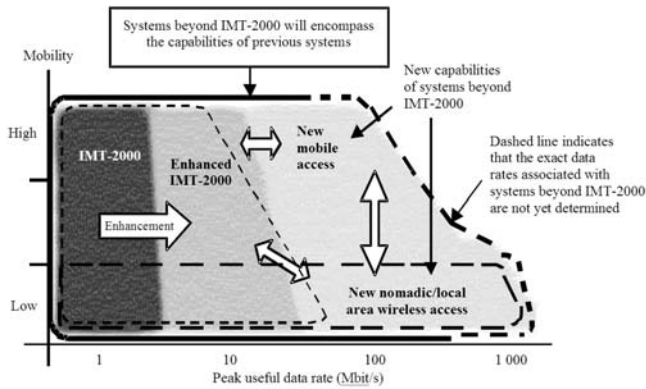 Systems beyond IMT-2000 will encompass
the capabilities of previous systems
Mobility
New capabilities
of systems beyond
IMT-2000
High
IMT-2000
Enhanced
IMT-2000
New
mobile
access
Dashed line indicates
that the exact data
rates associated with
systems beyond IMT-2000
are not yet determined
Enhancement
Low
New nomadic/local
area wireless access
1
10
100
1 000
Peak useful data rate (Mbit/s)